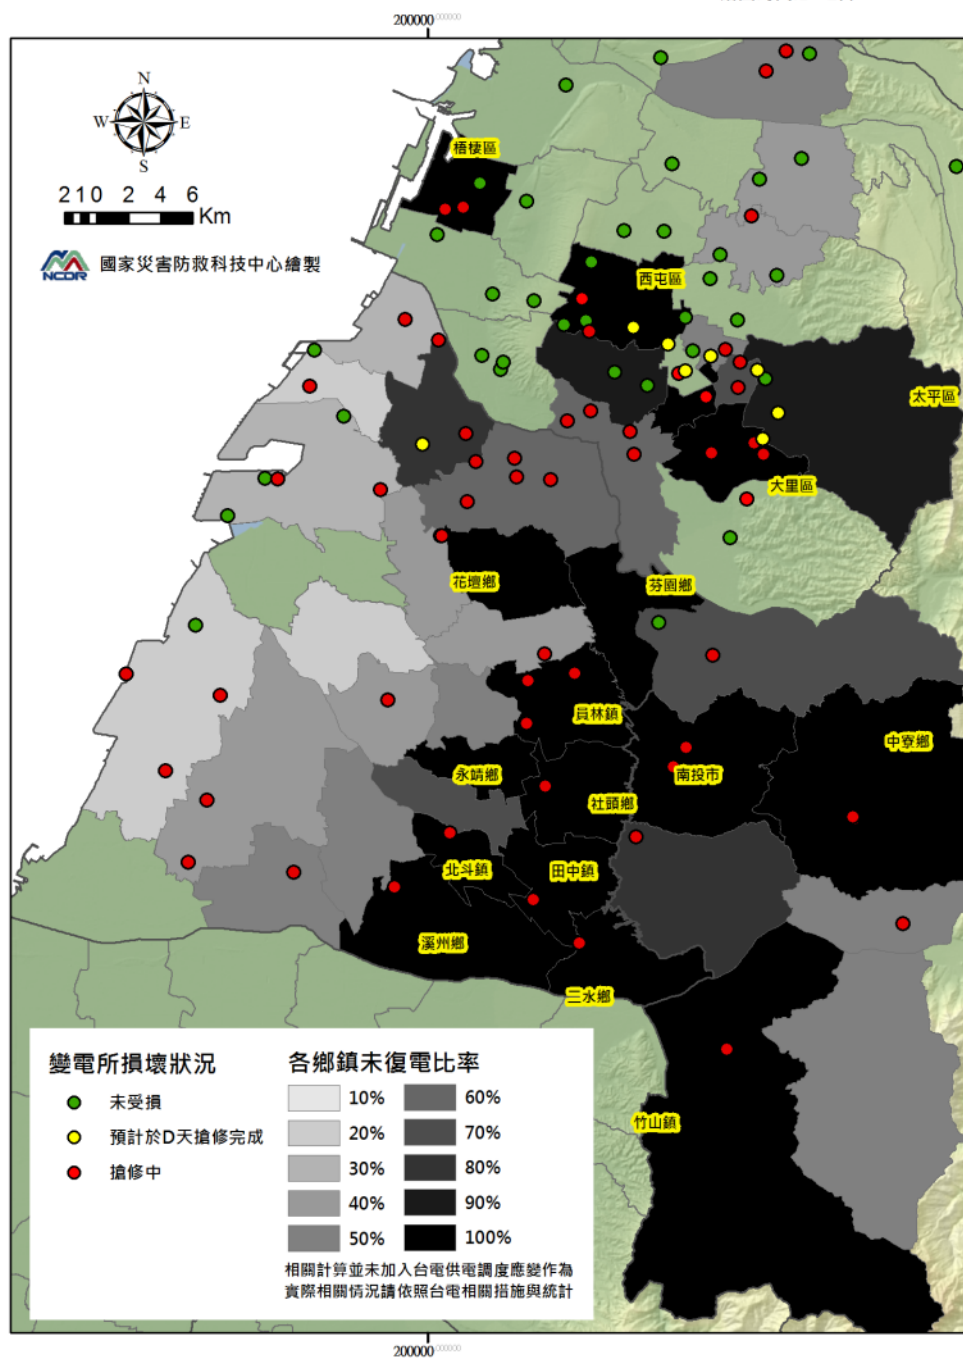 200000.000000
N
W E
S
梧棲區
2 1 0 2 4 6
Km
NCDR 國家災害防救科技中心繪製
西屯區
太平區
大里區
花壇鄉
芬園鄉
員林鎮
中寮鄉
永靖鄉
南投市
社頭鄉
北斗鎮
田中鎮
溪州鄉
二水鄉
竹山鎮
變電所損壞狀況
未受損
預計於D天搶修完成
搶修中
各鄉鎮未復電比率
10% 60%
20% 70%
30% 80%
40% 90%
50% 100%
相關計算並未加入台電供電調度應變作為
實際相關情況請依照台電相關措施與統計
200000.000000